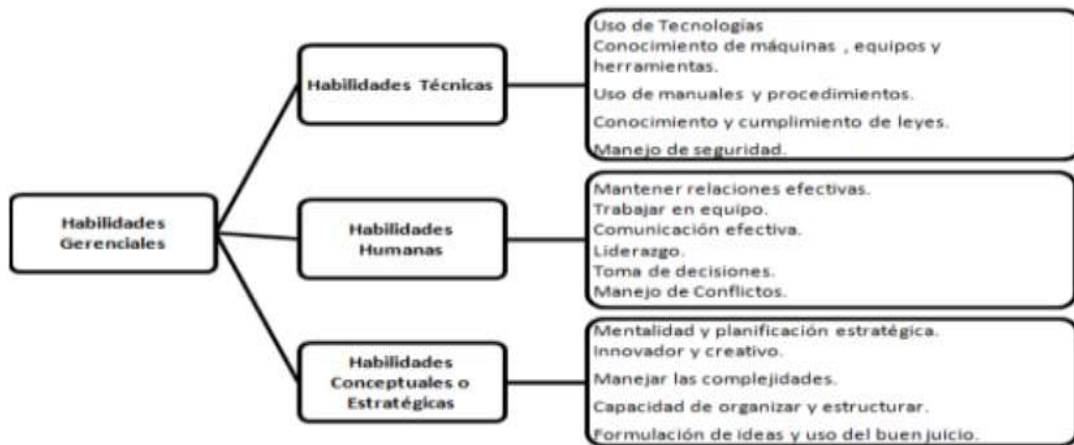 Habilidades
Gerenciales
Habilidades Técnicas
Uso de Tecnologías
Conocimiento de máquinas , equipos y
herramientas.
Uso de manuales y procedimientos.
Conocimiento y cumplimiento de leyes.
Manejo de seguridad.
Habilidades
Humanas
Mantener relaciones efectivas.
Trabajar en equipo.
Comunicación efectiva.
Liderazgo.
Toma de decisiones.
Manejo de Conflictos.
Habilidades
Conceptuales o
Estratégicas
Mentalidad y planificación estratégica.
Innovador y creativo.
Manejar las complejidades.
Capacidad de organizar y estructurar.
Formulación de ideas y uso del buen juicio.